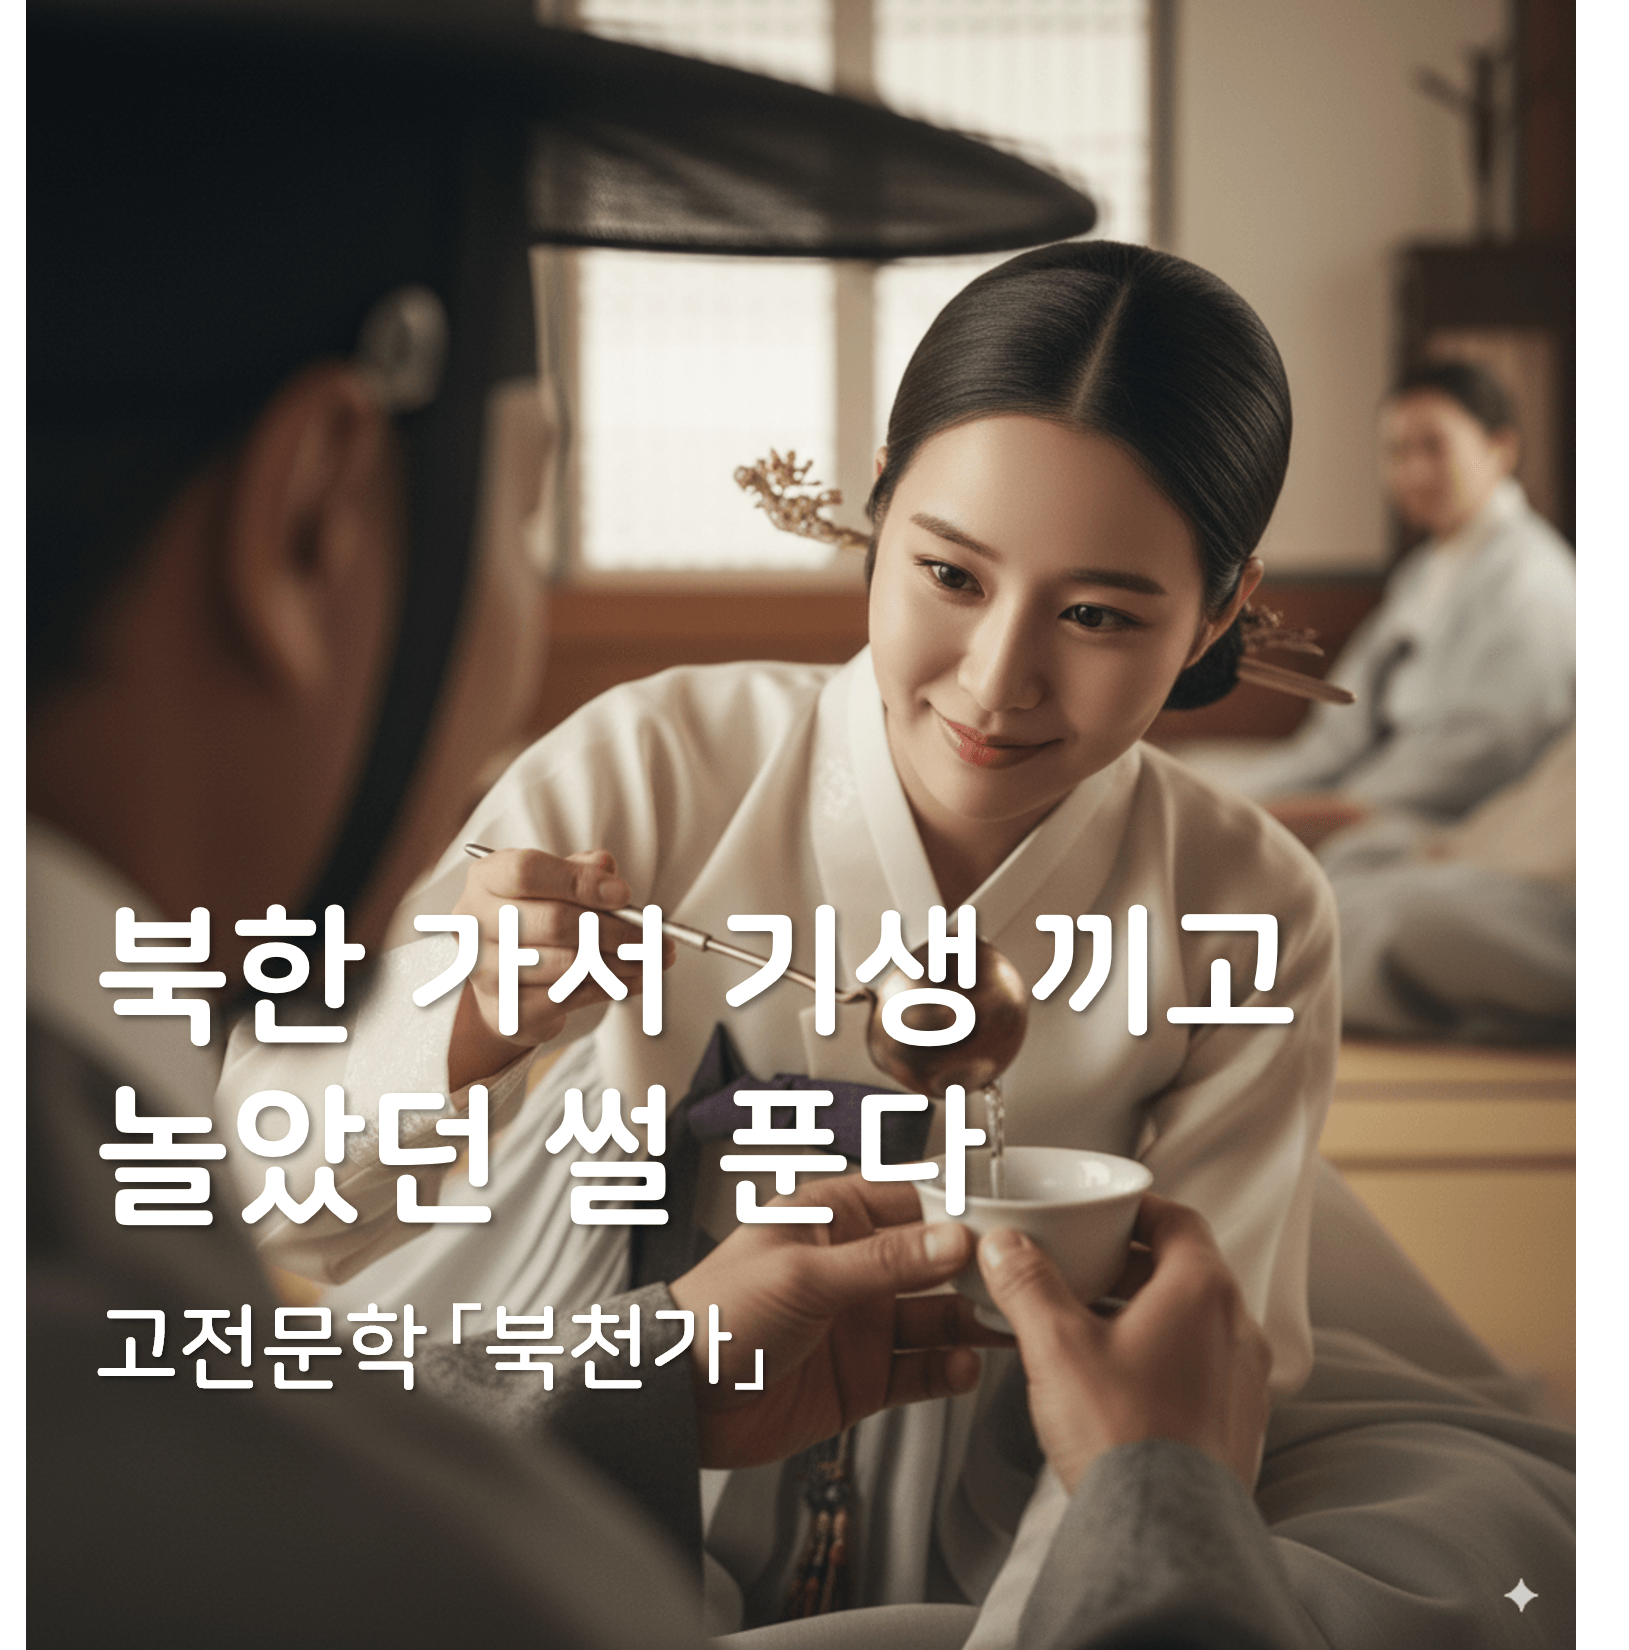 북한 가서 기생 끼고
놀았던 썰 푼다
고전문학 「북천가」